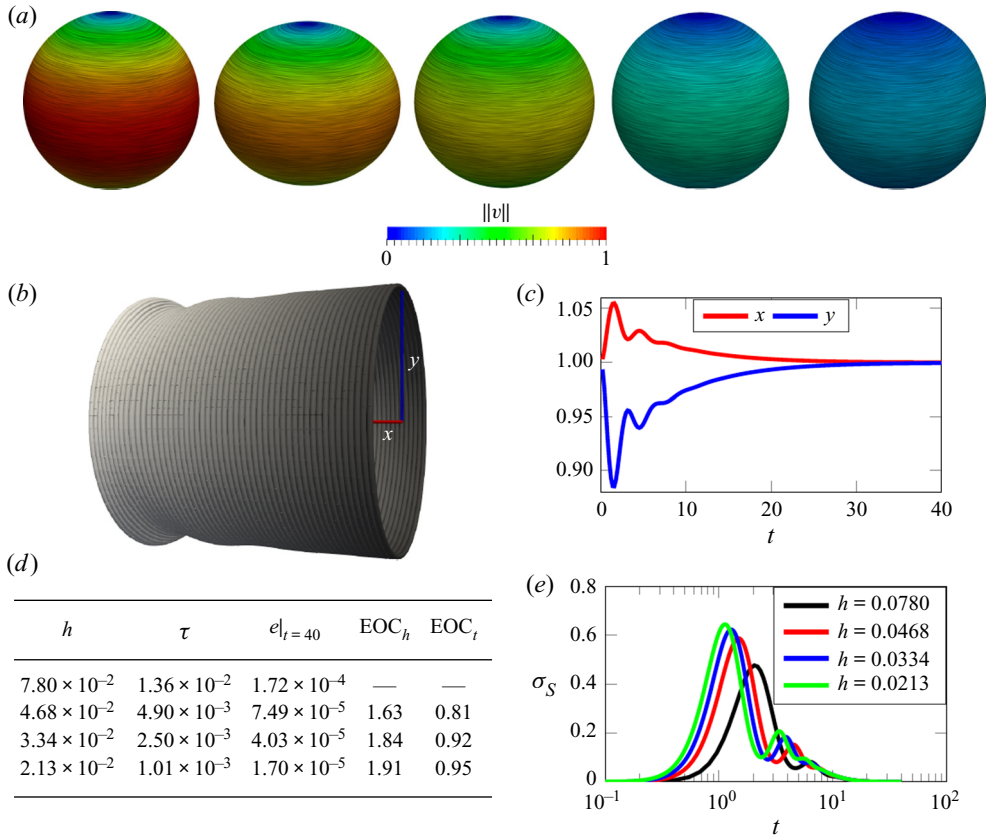 (a)
||v||
0 1
(b)
y
x
(c)
x y
1.05
1.00
0.95
0.90
0 10 20 30 40
t
(d)
h τ e|t = 40 EOCh EOCt
7.80 × 10–2 1.36 × 10–2 1.72 × 10–4 — —
4.68 × 10–2 4.90 × 10–3 7.49 × 10–5 1.63 0.81
3.34 × 10–2 2.50 × 10–3 4.03 × 10–5 1.84 0.92
2.13 × 10–2 1.01 × 10–3 1.70 × 10–5 1.91 0.95
(e)
0.8
0.6
0.4
0.2
0
σS
h = 0.0780
h = 0.0468
h = 0.0334
h = 0.0213
10–1 100 101 102
t